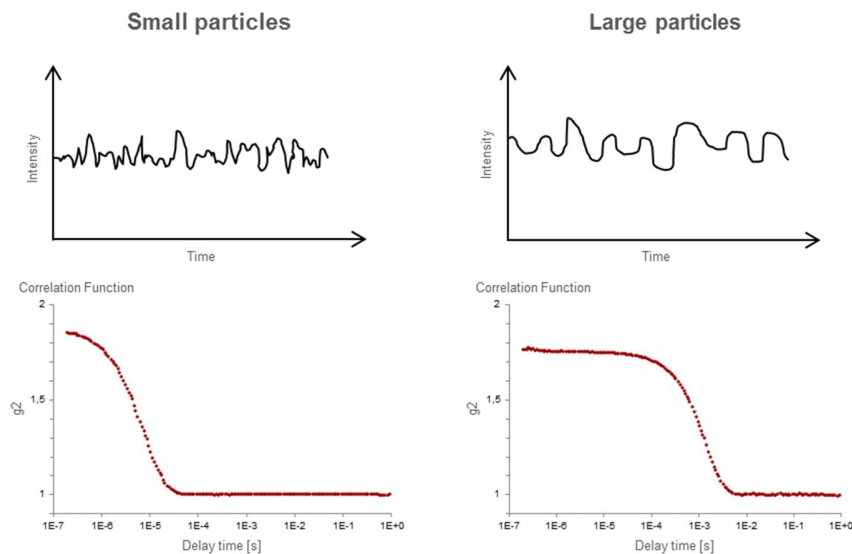 Small particles
Large particles
Intensity
Time
Intensity
Time
Correlation Function
2
1,5
1
g2
1E-7 1E-6 1E-5 1E-4 1E-3 1E-2 1E-1 1E+0
Delay time [s]
Correlation Function
2
1,5
1
g2
1E-7 1E-6 1E-5 1E-4 1E-3 1E-2 1E-1 1E+0
Delay time [s]